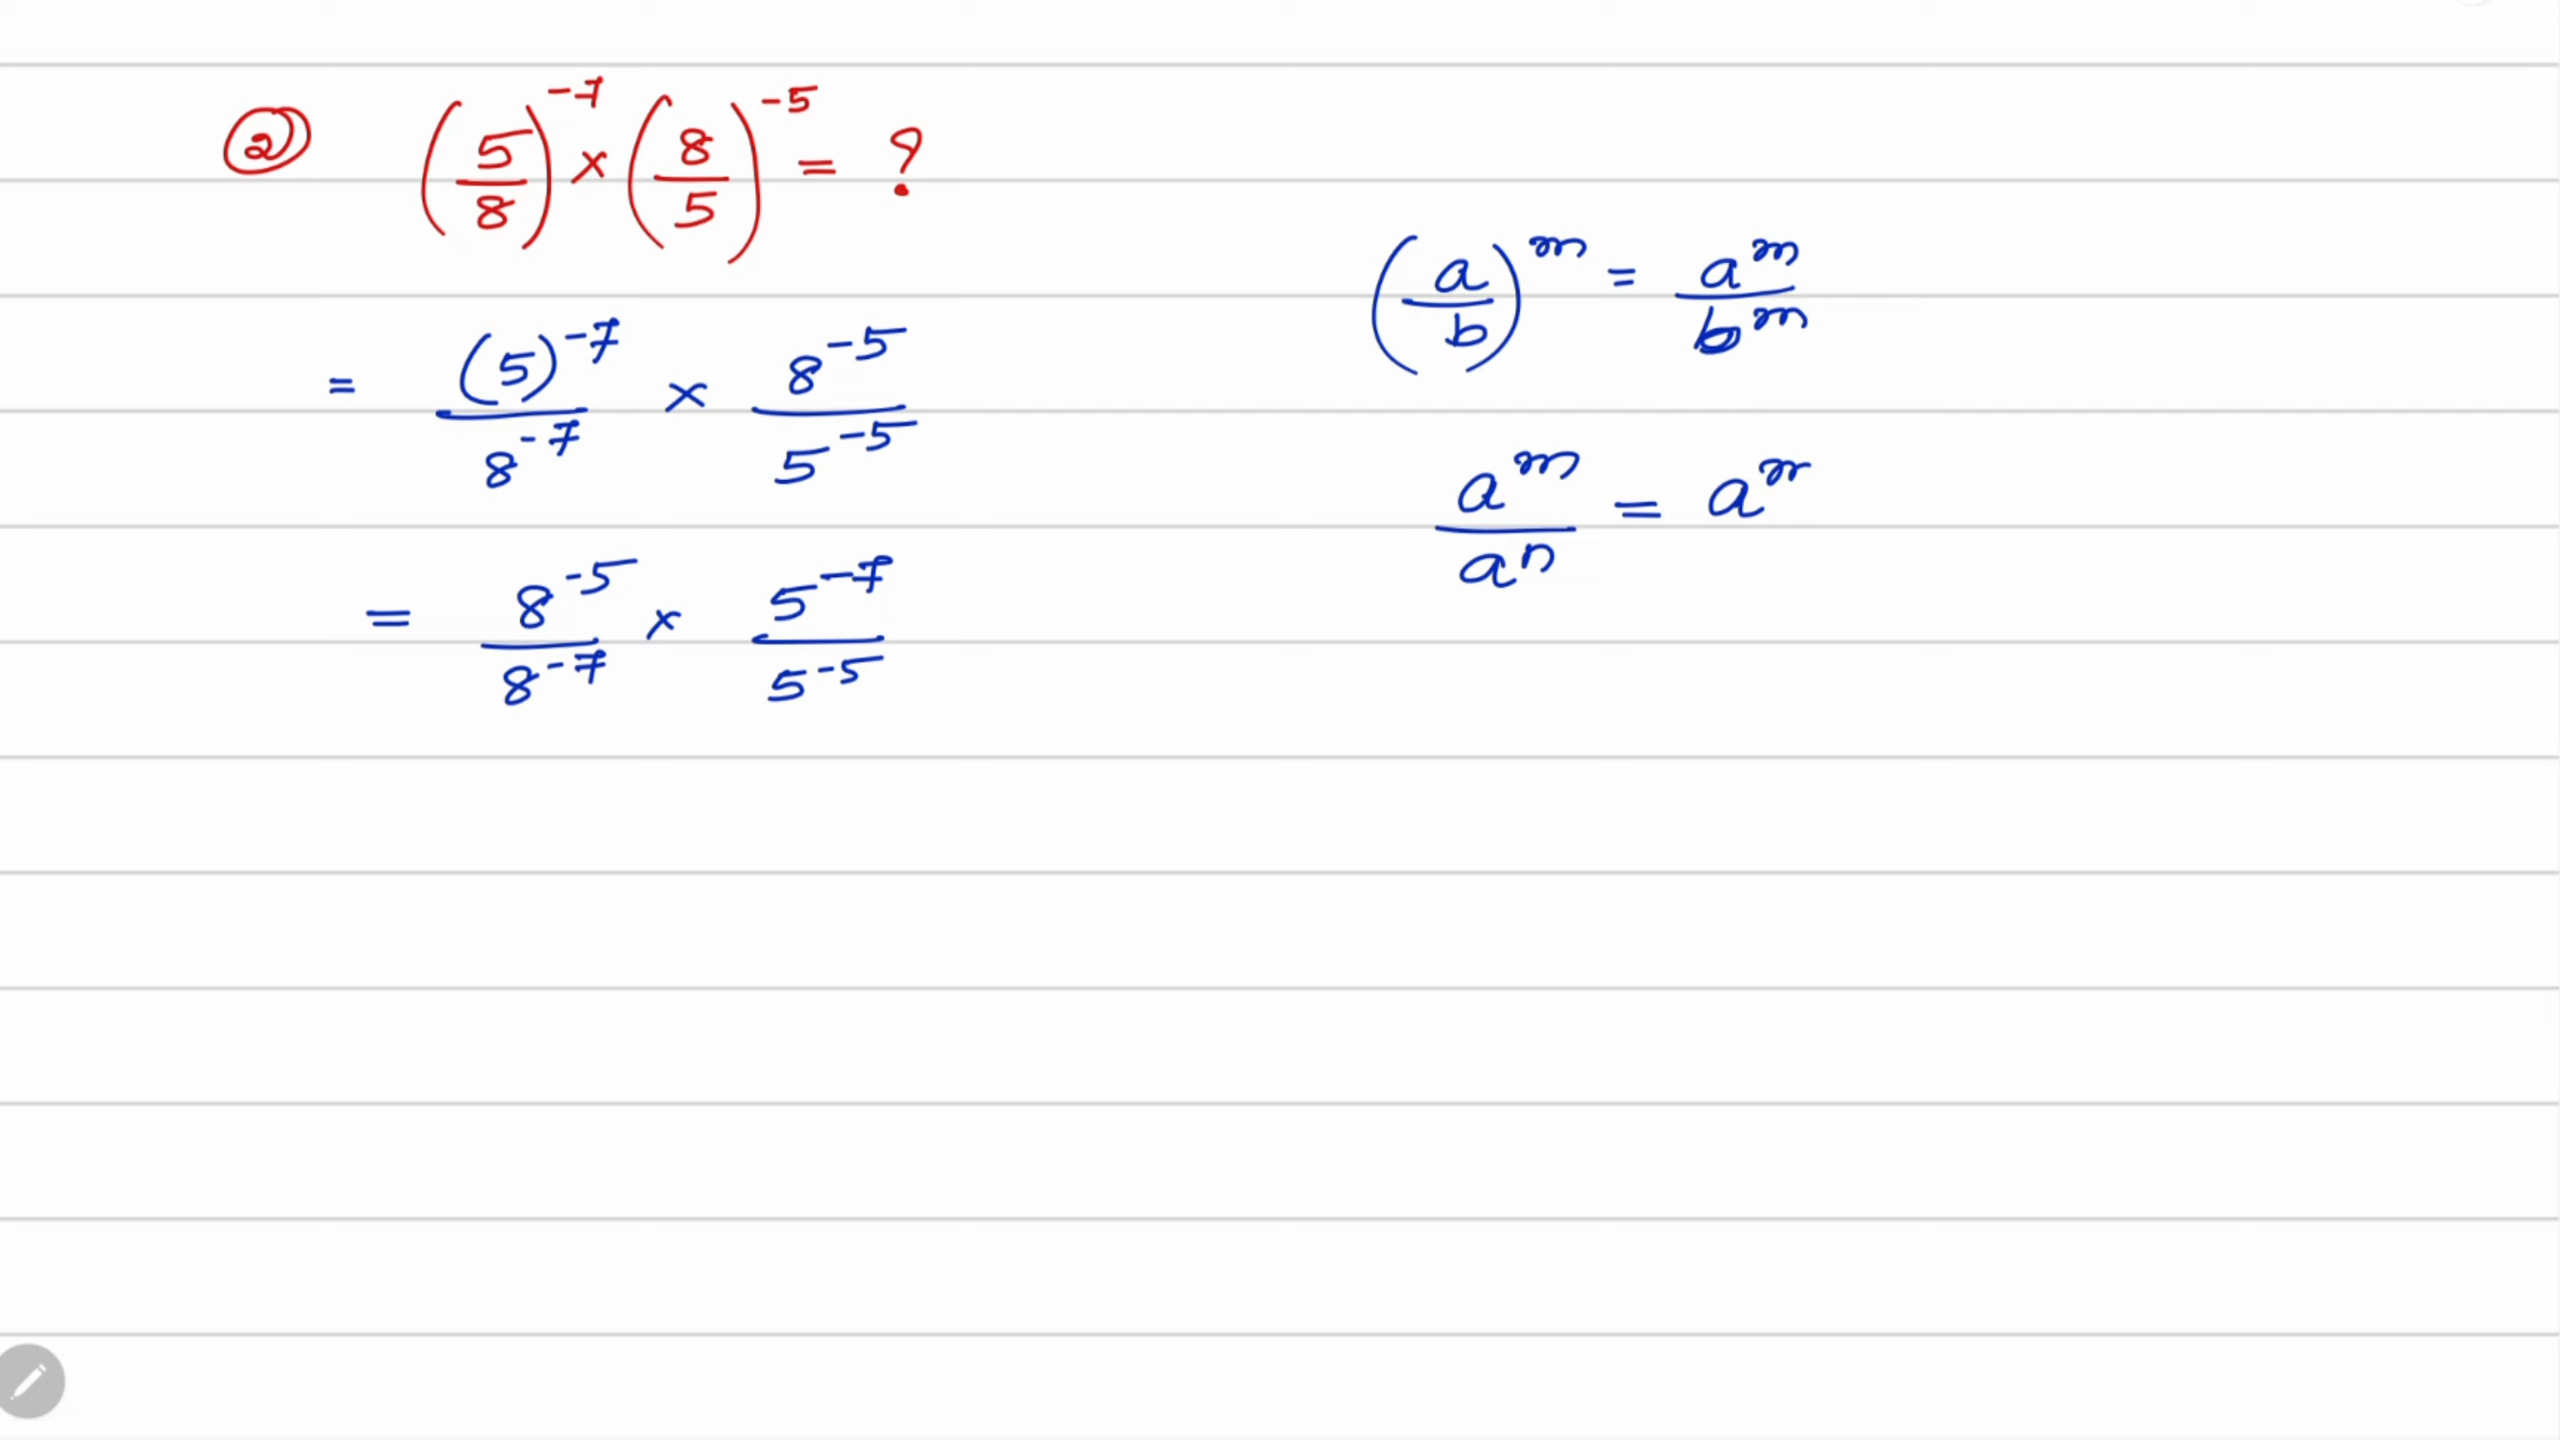 ② (5/8)^-7 × (8/5)^-5 = ?
(a/b)^m = a^m/b^m
= (5)^-7/8^-7 × 8^-5/5^-5
a^m/a^n = a^m
= 8^-5/8^-7 × 5^-7/5^-5